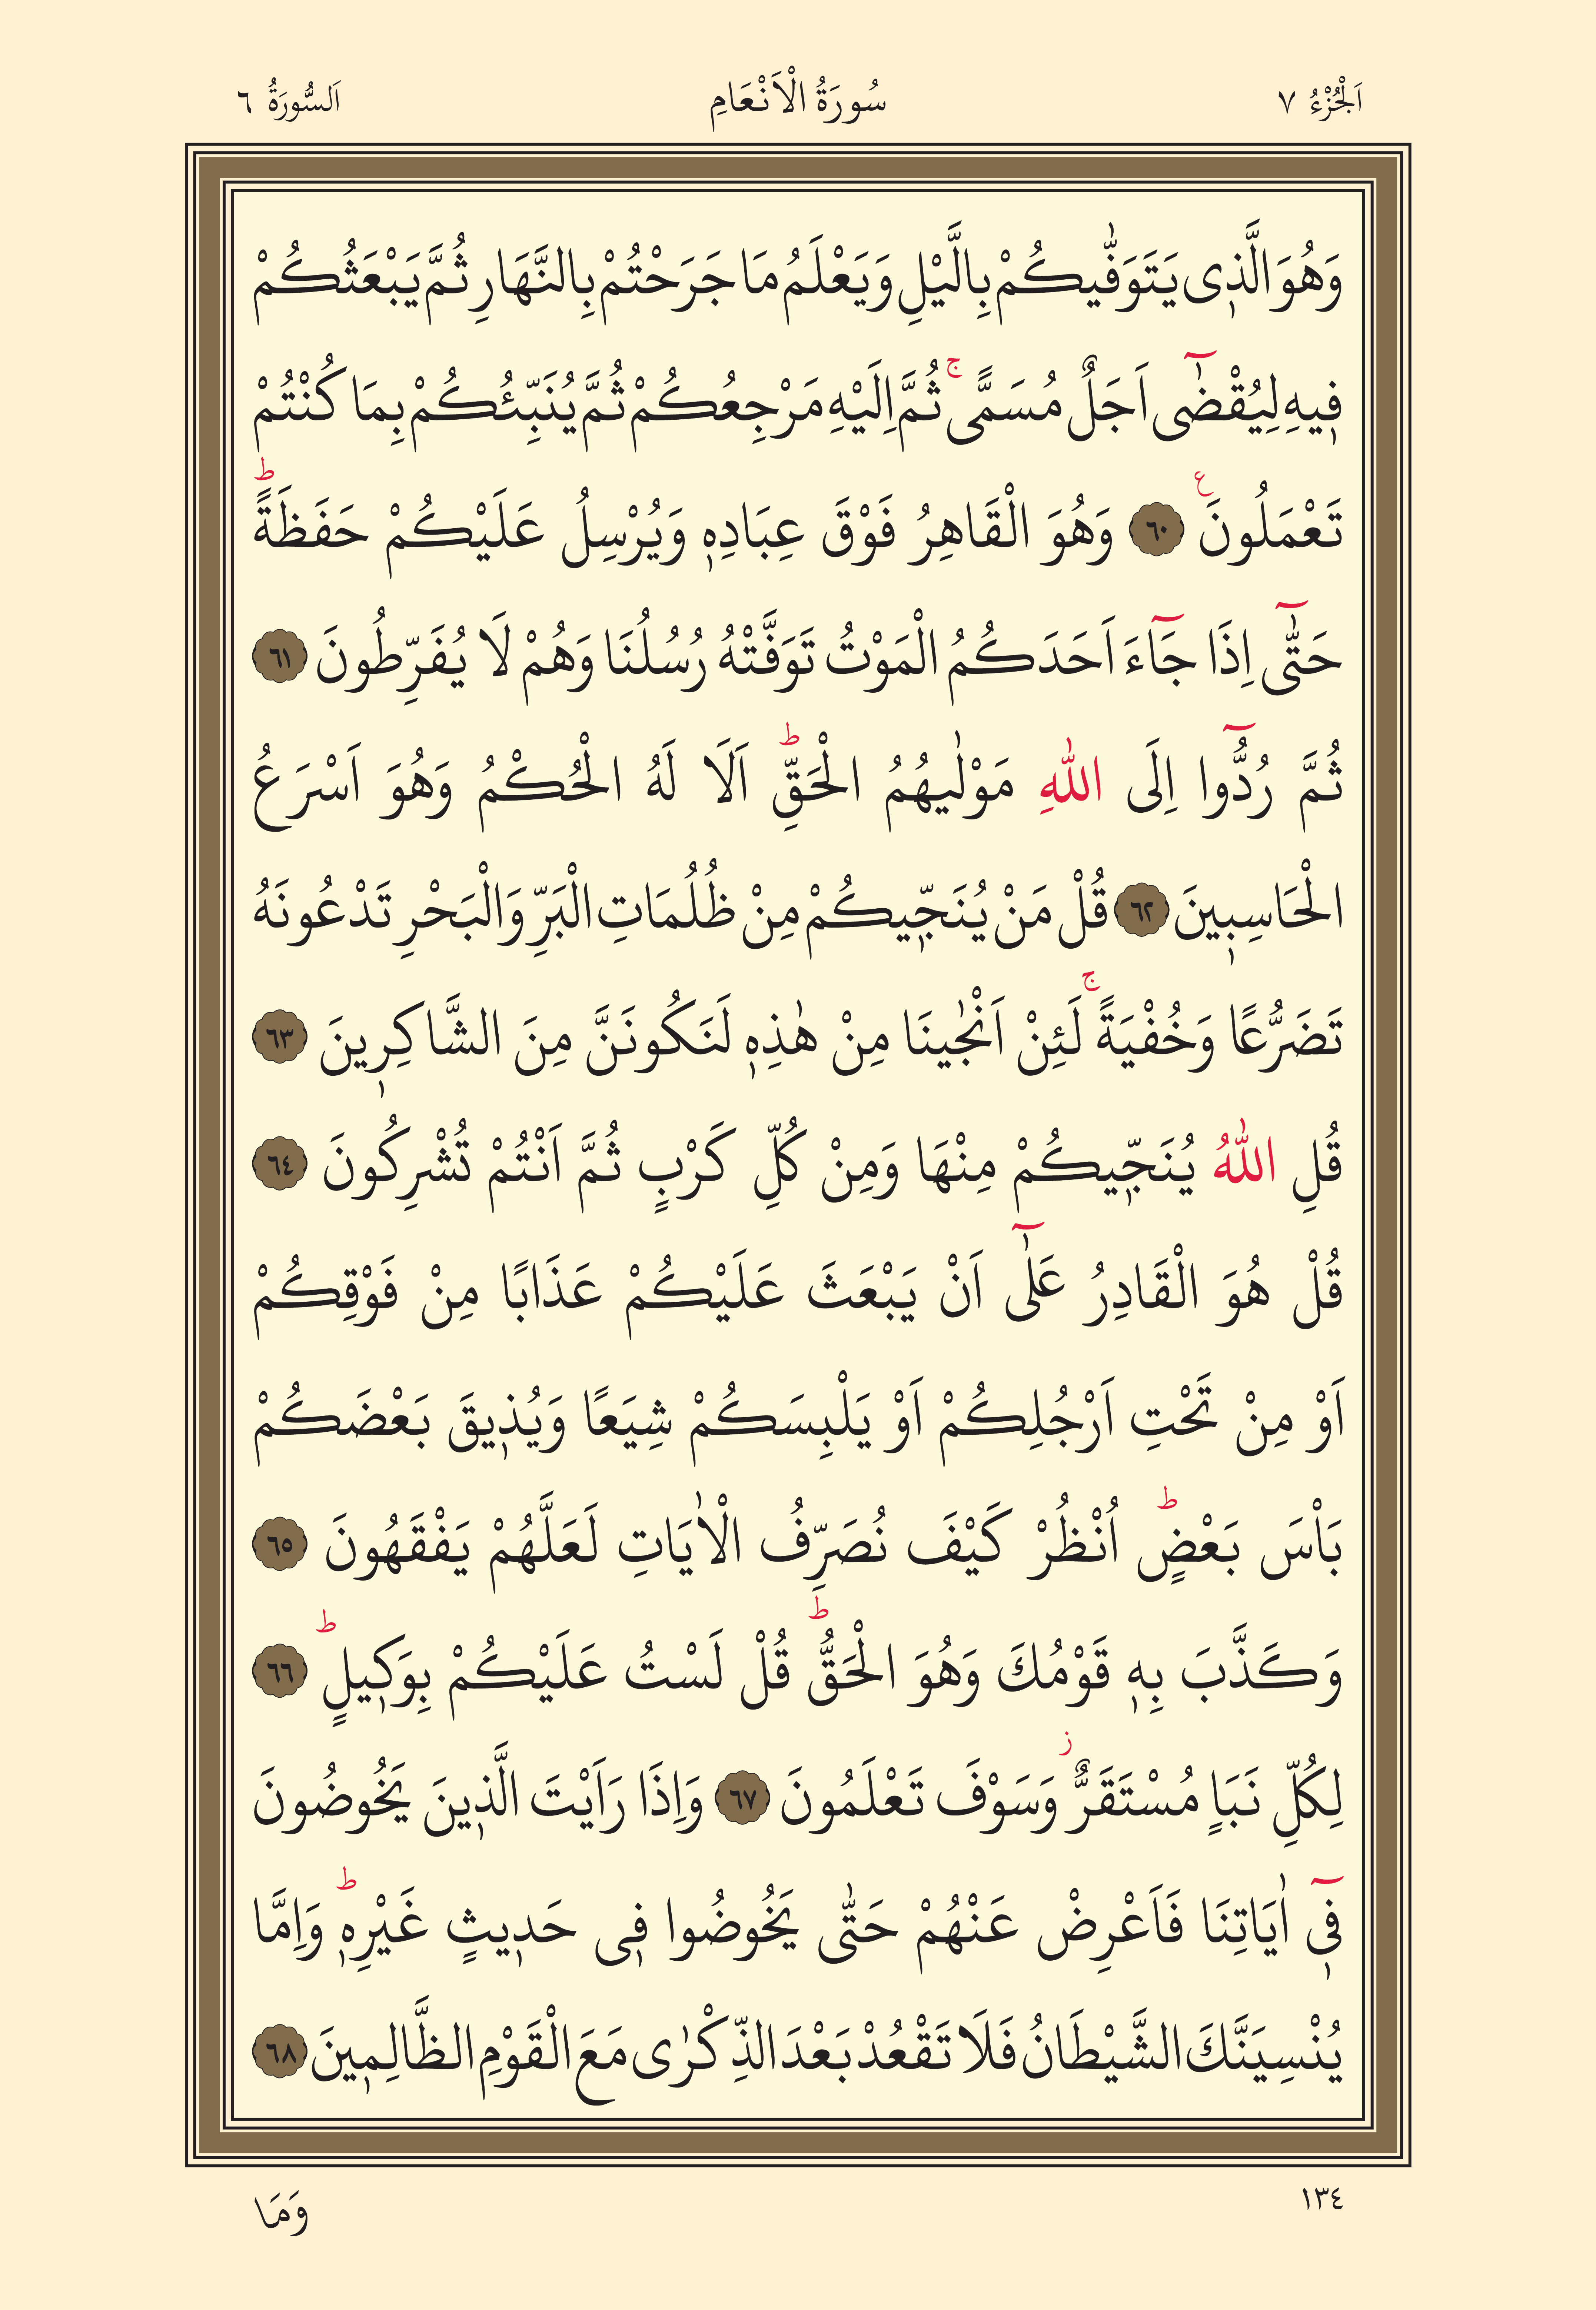 اَلْجُزْءُ ٧
سُورَةُ الْاَنْعَامِ
اَلسُّورَةُ ٦
وَهُوَ الَّذ۪ى يَتَوَفّٰيكُمْ بِالَّيْلِ وَيَعْلَمُ مَا جَرَحْتُمْ بِالنَّهَارِ ثُمَّ يَبْعَثُكُمْ
ف۪يهِ لِيُقْضٰٓى اَجَلٌ مُسَمًّىۚ ثُمَّ اِلَيْهِ مَرْجِعُكُمْ ثُمَّ يُنَبِّئُكُمْ بِمَا كُنْتُمْ
تَعْمَلُونَ ع ٦٠ وَهُوَ الْقَاهِرُ فَوْقَ عِبَادِه۪ وَيُرْسِلُ عَلَيْكُمْ حَفَظَةًۜ
حَتّٰٓى اِذَا جَٓاءَ اَحَدَكُمُ الْمَوْتُ تَوَفَّتْهُ رُسُلُنَا وَهُمْ لَا يُفَرِّطُونَ ٦١
ثُمَّ رُدُّٓوا اِلَى اللّٰهِ مَوْلٰيهُمُ الْحَقِّۜ اَلَا لَهُ الْحُكْمُ وَهُوَ اَسْرَعُ
الْحَاسِب۪ينَ ٦٢ قُلْ مَنْ يُنَجّ۪يكُمْ مِنْ ظُلُمَاتِ الْبَرِّ وَالْبَحْرِ تَدْعُونَهُ
تَضَرُّعًا وَخُفْيَةًۚ لَئِنْ اَنْجٰينَا مِنْ هٰذِه۪ لَنَكُونَنَّ مِنَ الشَّاكِر۪ينَ ٦٣
قُلِ اللّٰهُ يُنَجّ۪يكُمْ مِنْهَا وَمِنْ كُلِّ كَرْبٍ ثُمَّ اَنْتُمْ تُشْرِكُونَ ٦٤
قُلْ هُوَ الْقَادِرُ عَلٰٓى اَنْ يَبْعَثَ عَلَيْكُمْ عَذَابًا مِنْ فَوْقِكُمْ
اَوْ مِنْ تَحْتِ اَرْجُلِكُمْ اَوْ يَلْبِسَكُمْ شِيَعًا وَيُذ۪يقَ بَعْضَكُمْ
بَاْسَ بَعْضٍۜ اُنْظُرْ كَيْفَ نُصَرِّفُ الْاٰيَاتِ لَعَلَّهُمْ يَفْقَهُونَ ٦٥
وَكَذَّبَ بِه۪ قَوْمُكَ وَهُوَ الْحَقُّۜ قُلْ لَسْتُ عَلَيْكُمْ بِوَك۪يلٍۜ ٦٦
لِكُلِّ نَبَاٍ مُسْتَقَرٌّۘ وَسَوْفَ تَعْلَمُونَ ٦٧ وَاِذَا رَاَيْتَ الَّذ۪ينَ يَخُوضُونَ
ف۪ٓى اٰيَاتِنَا فَاَعْرِضْ عَنْهُمْ حَتّٰى يَخُوضُوا ف۪ى حَد۪يثٍ غَيْرِه۪ۜ وَاِمَّا
يُنْسِيَنَّكَ الشَّيْطَانُ فَلَا تَقْعُدْ بَعْدَ الذِّكْرٰى مَعَ الْقَوْمِ الظَّالِم۪ينَ ٦٨
١٣٤
وَمَا